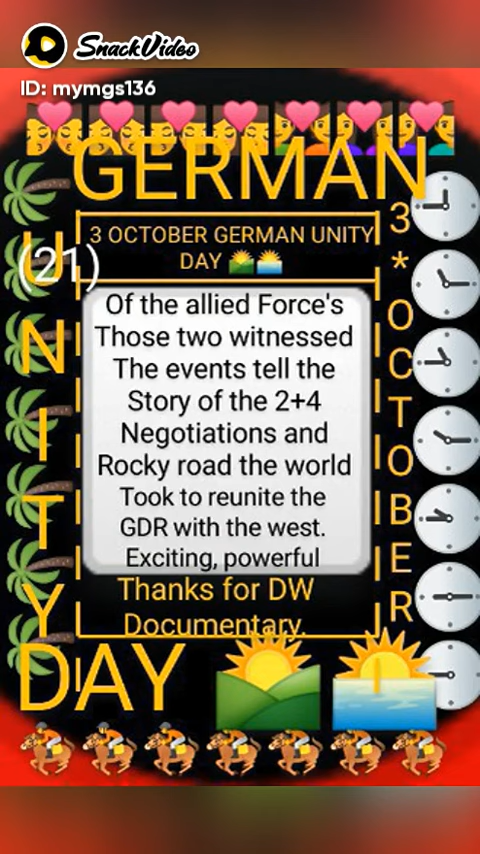 SnackVideo
ID: mymgs136
GERMAN
3 OCTOBER GERMAN UNITY
DAY
(21)
Of the allied Force's
Those two witnessed
The events tell the
Story of the 2+4
Negotiations and
Rocky road the world
Took to reunite the
GDR with the west.
Exciting, powerful
Thanks for DW
Documentary.
U
N
I
T
Y
3
*
O
C
T
O
B
E
R
DAY